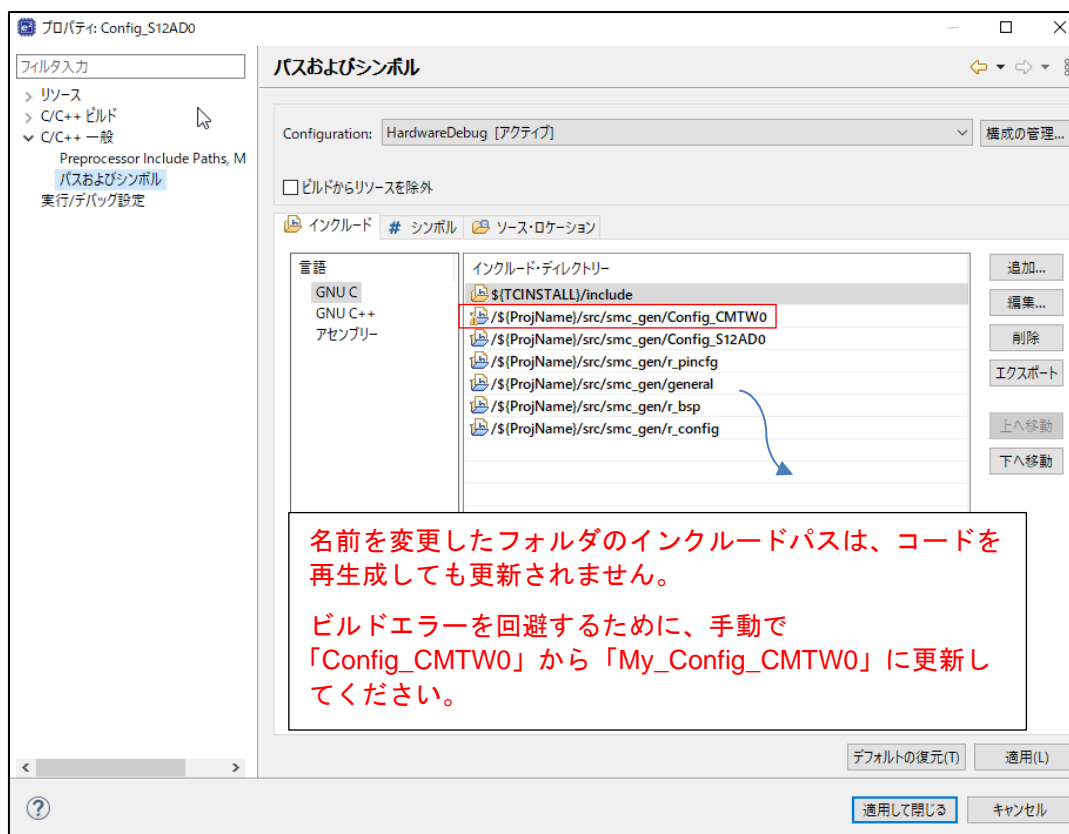 プロパティ: Config_S12AD0
フィルタ入力
リソース
C/C++ ビルド
C/C++ 一般
Preprocessor Include Paths, M
パスおよびシンボル
実行/デバッグ設定
パスおよびシンボル
Configuration: HardwareDebug [アクティブ] 構成の管理...
ビルドからリソースを除外
インクルード # シンボル ソース・ロケーション
言語
GNU C
GNU C++
アセンブリー
インクルード・ディレクトリー
${TCINSTALL}/include
/${ProjName}/src/smc_gen/Config_CMTW0
/${ProjName}/src/smc_gen/Config_S12AD0
/${ProjName}/src/smc_gen/r_pincfg
/${ProjName}/src/smc_gen/general
/${ProjName}/src/smc_gen/r_bsp
/${ProjName}/src/smc_gen/r_config
追加...
編集...
削除
エクスポート
上へ移動
下へ移動
名前を変更したフォルダのインクルードパスは、コードを
再生成しても更新されません。
ビルドエラーを回避するために、手動で
「Config_CMTW0」から「My_Config_CMTW0」に更新し
てください。
デフォルトの復元(T) 適用(L)
適用して閉じる キャンセル